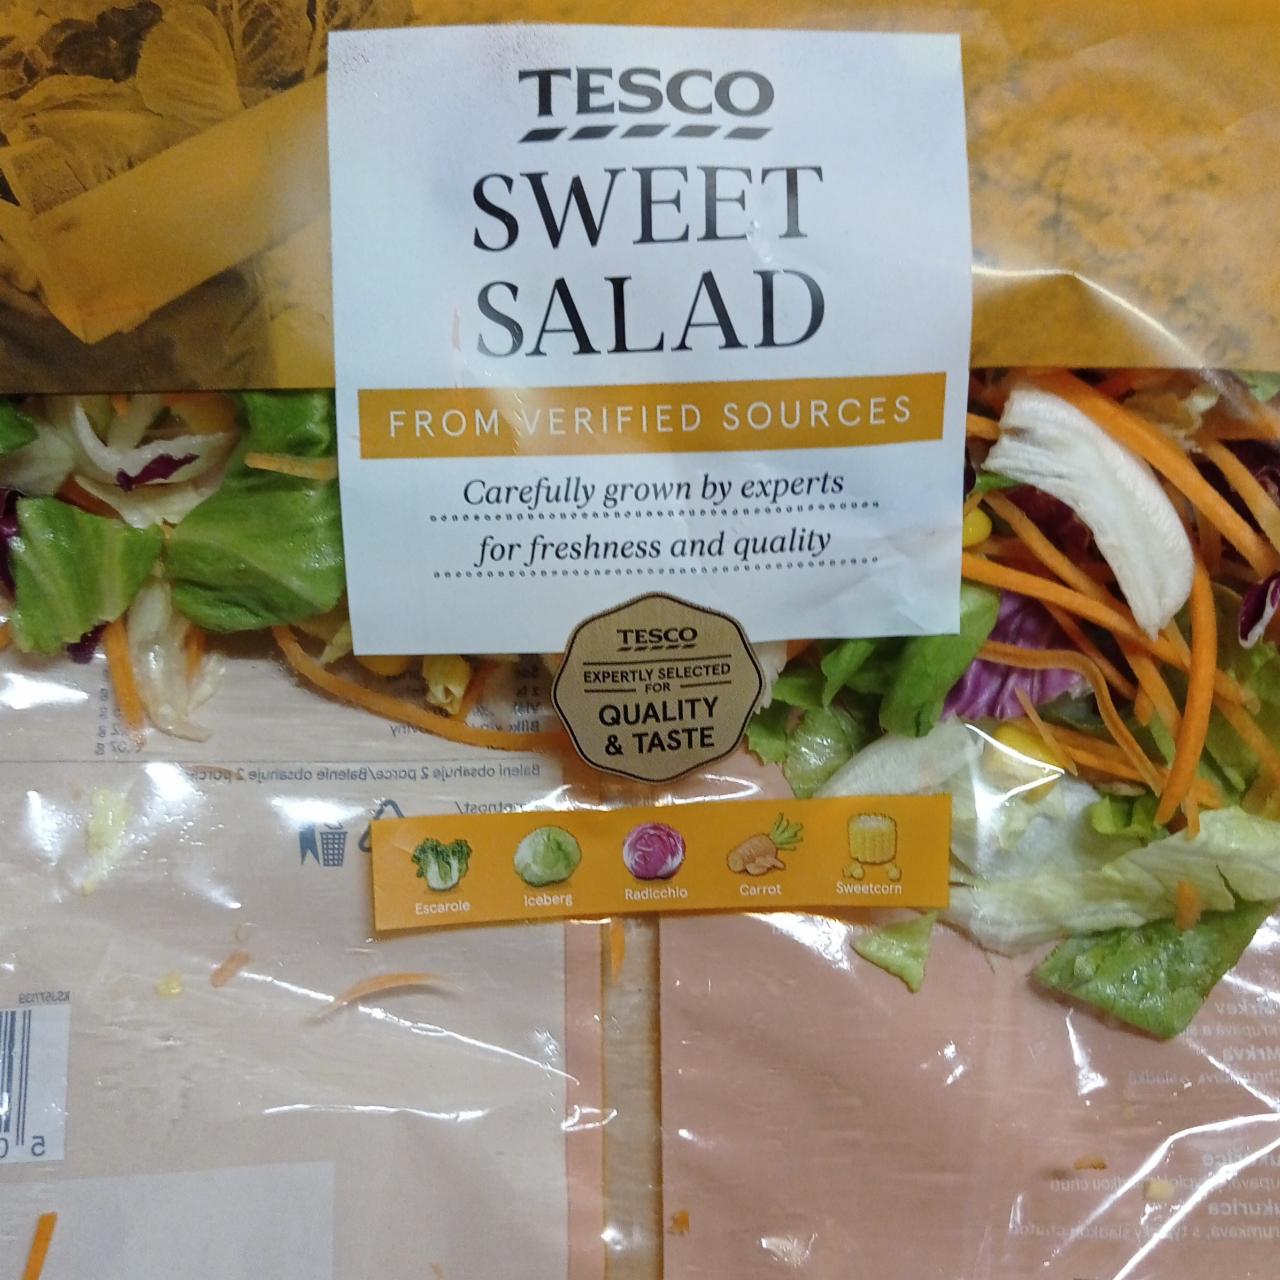 TESCO
SWEET
SALAD
FROM VERIFIED SOURCES
Carefully grown by experts
for freshness and quality
TESCO
EXPERTLY SELECTED
FOR
QUALITY
& TASTE
Balení obsahuje 2 porce/Balenie obsahuje 2
Escarole
Iceberg
Radicchio
Carrot
Sweetcorn
Mrkva